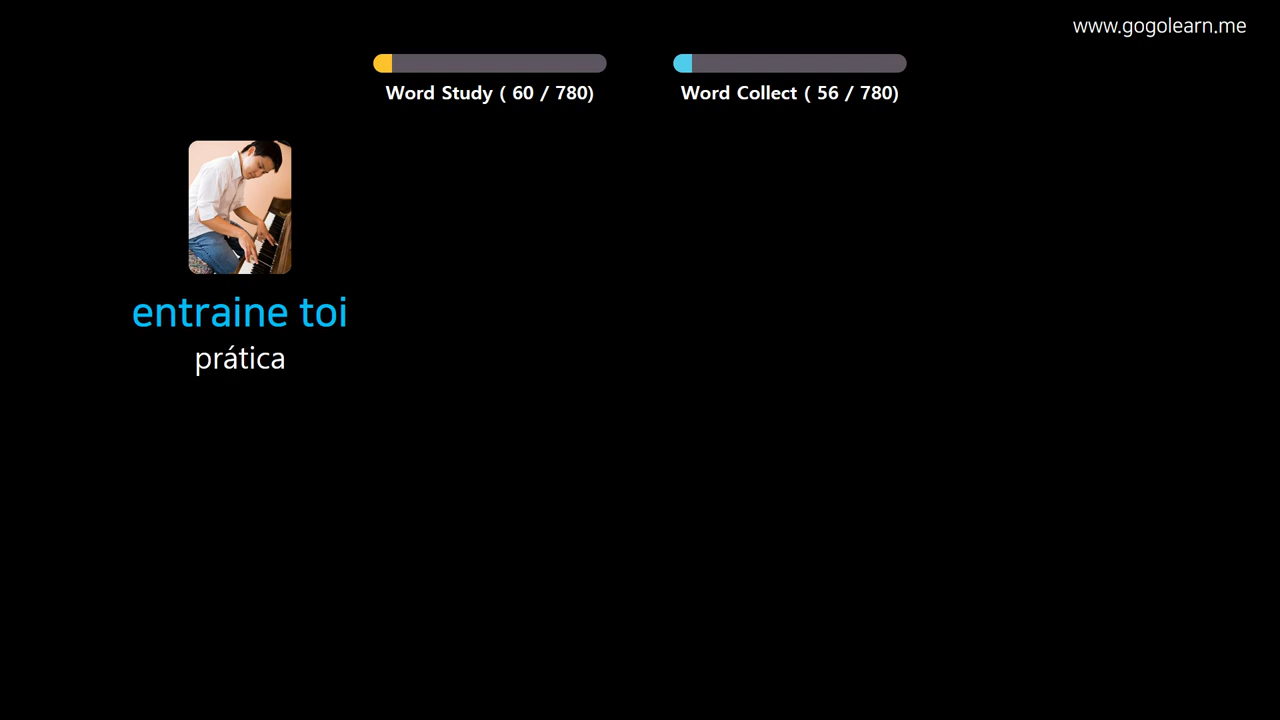 www.gogolearn.me
Word Study ( 60 / 780)
Word Collect ( 56 / 780)
entraine toi
prática